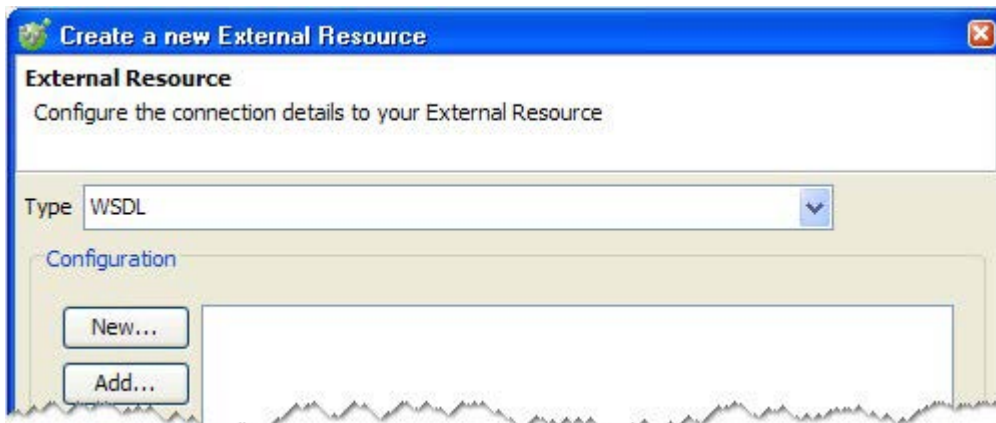 Create a new External Resource
External Resource
Configure the connection details to your External Resource
Type WSDL
Configuration
New...
Add...